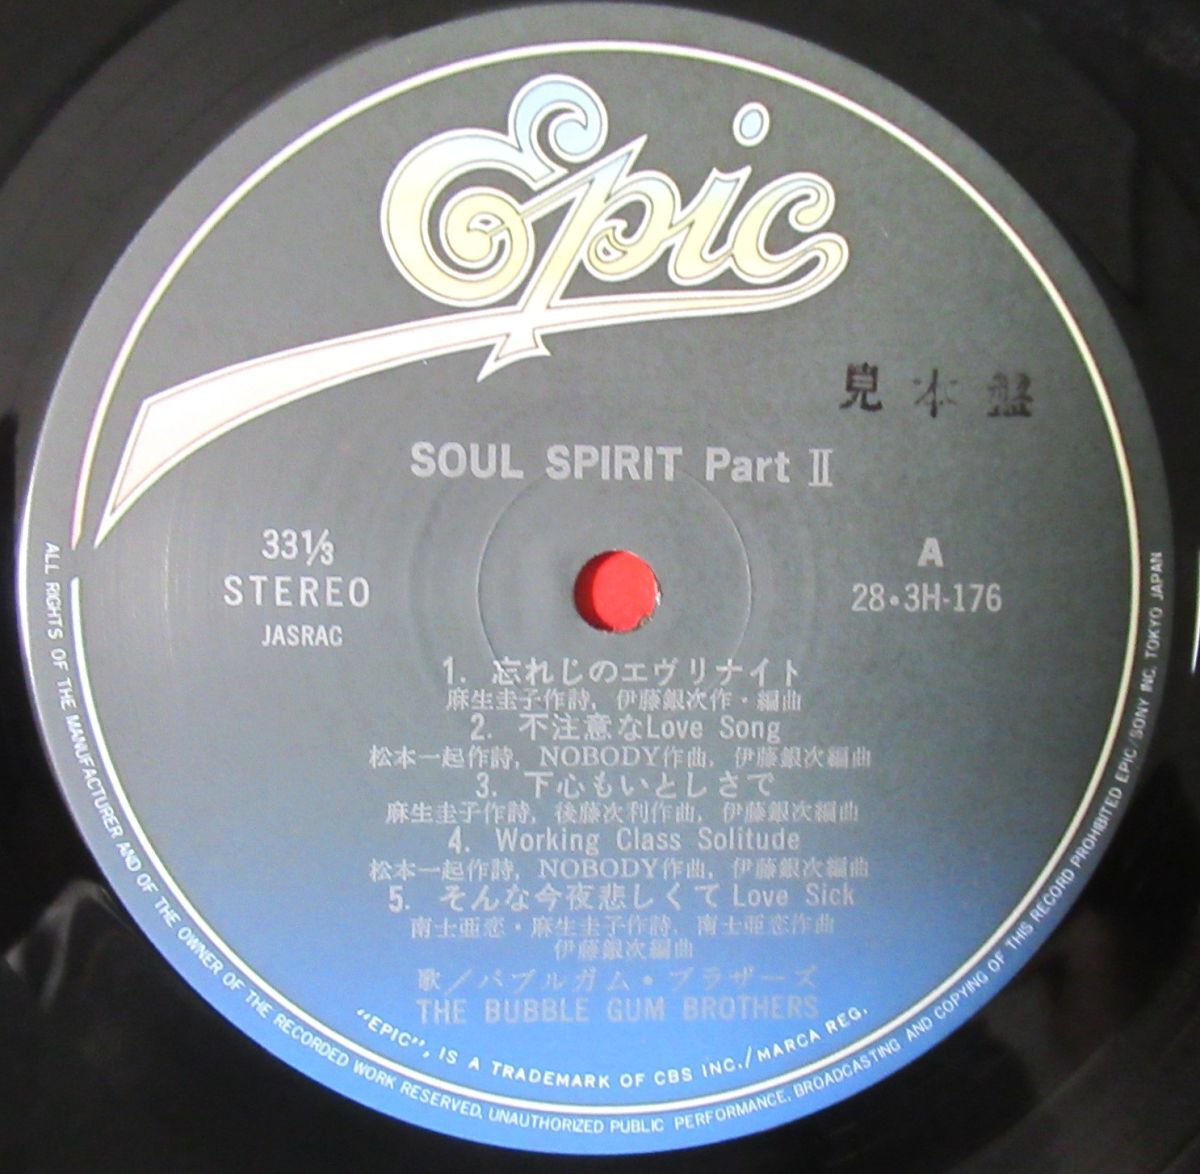 Epic
見本盤
SOUL SPIRIT Part II
33⅓
STEREO
JASRAC
A
28・3H-176
1. 忘れじのエヴリナイト
麻生圭子作詩, 伊藤銀次作・編曲
2. 不注意なLove Song
松本一起作詩, NOBODY作曲, 伊藤銀次編曲
3. 下心もいとしさで
麻生圭子作詩, 後藤次利作曲, 伊藤銀次編曲
4. Working Class Solitude
松本一起作詩, NOBODY作曲, 伊藤銀次編曲
5. そんな今夜悲しくてLove Sick
南士亜恋・麻生圭子作詩, 南士亜恋作曲
伊藤銀次編曲
歌／バブルガム・ブラザーズ
THE BUBBLE GUM BROTHERS
"EPIC", IS A TRADEMARK OF CBS INC./MARCA REG.
ALL RIGHTS OF THE MANUFACTURER AND OF THE OWNER OF THE RECORDED WORK RESERVED. UNAUTHORIZED PUBLIC PERFORMANCE, BROADCASTING AND COPYING OF THIS RECORD PROHIBITED EPIC/SONY INC. TOKYO JAPAN